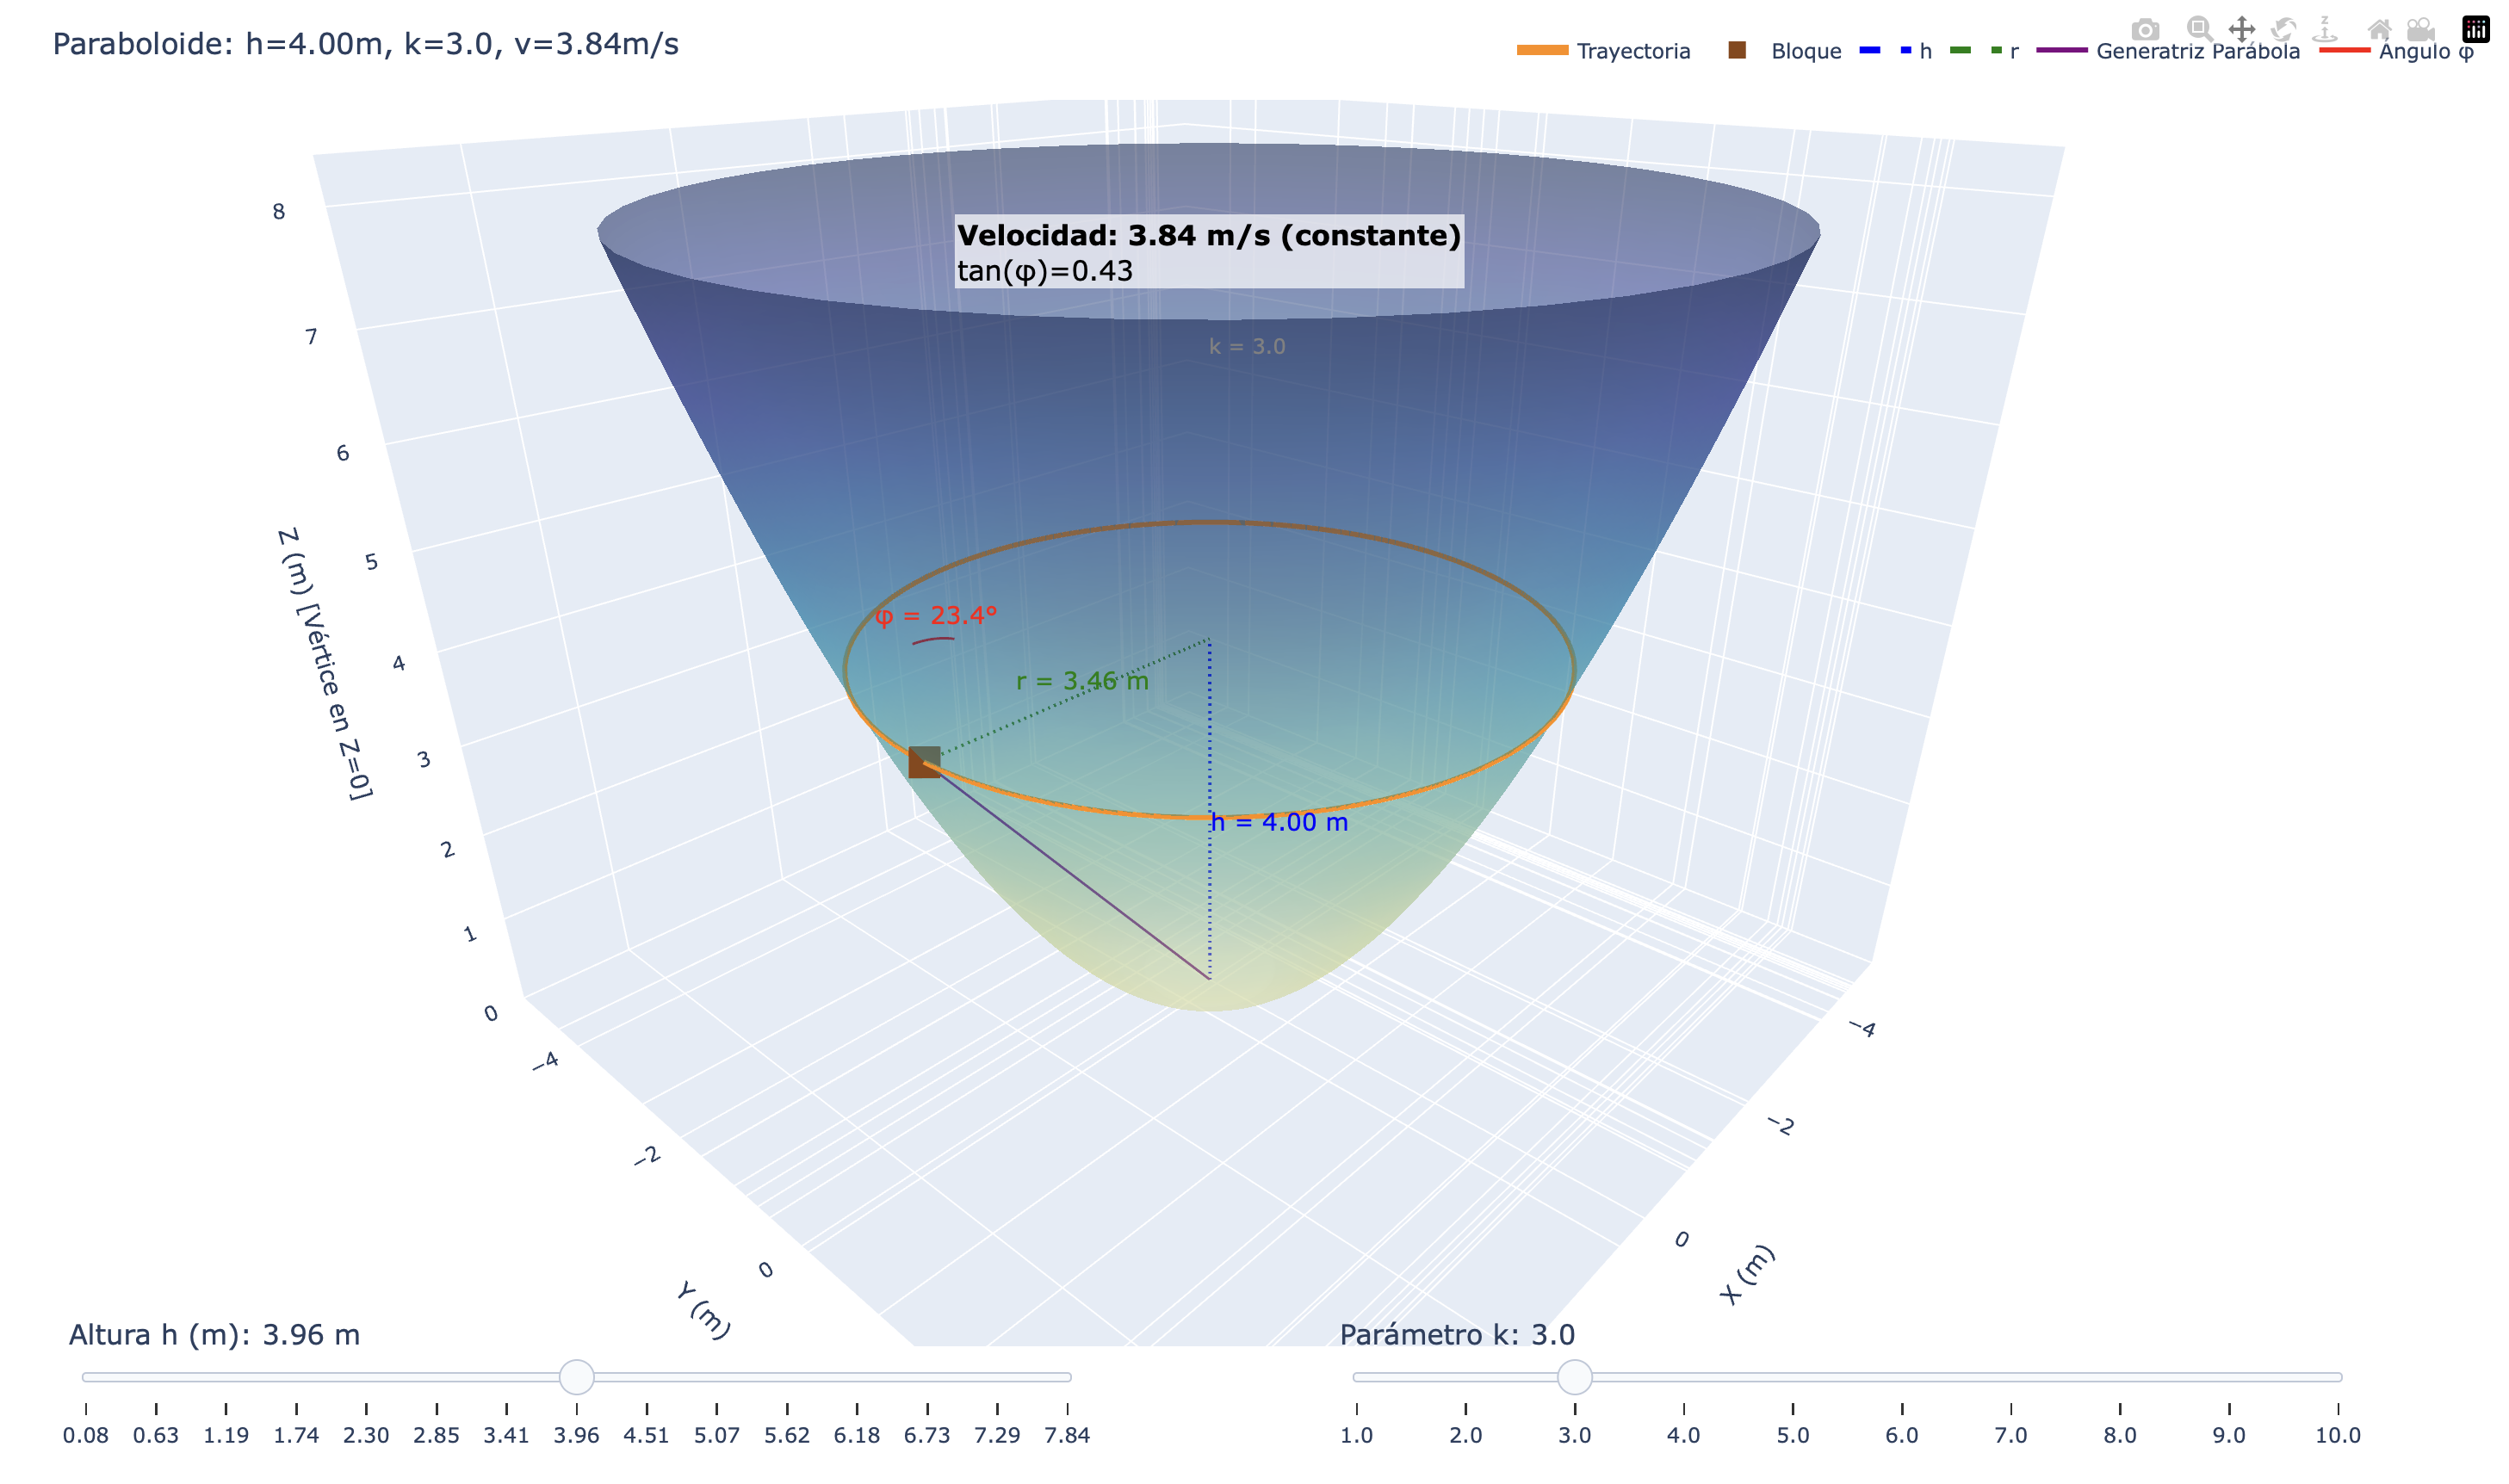 Paraboloide: h=4.00m, k=3.0, v=3.84m/s
Trayectoria Bloque h r Generatriz Parábola Ángulo φ
Velocidad: 3.84 m/s (constante)
tan(φ)=0.43
k = 3.0
φ = 23.4°
r = 3.46 m
h = 4.00 m
Z (m) [Vértice en Z=0]
8
7
6
5
4
3
2
1
0
−4
−2
0
Y (m)
−4
−2
0
X (m)
Altura h (m): 3.96 m
0.08 0.63 1.19 1.74 2.30 2.85 3.41 3.96 4.51 5.07 5.62 6.18 6.73 7.29 7.84
Parámetro k: 3.0
1.0 2.0 3.0 4.0 5.0 6.0 7.0 8.0 9.0 10.0